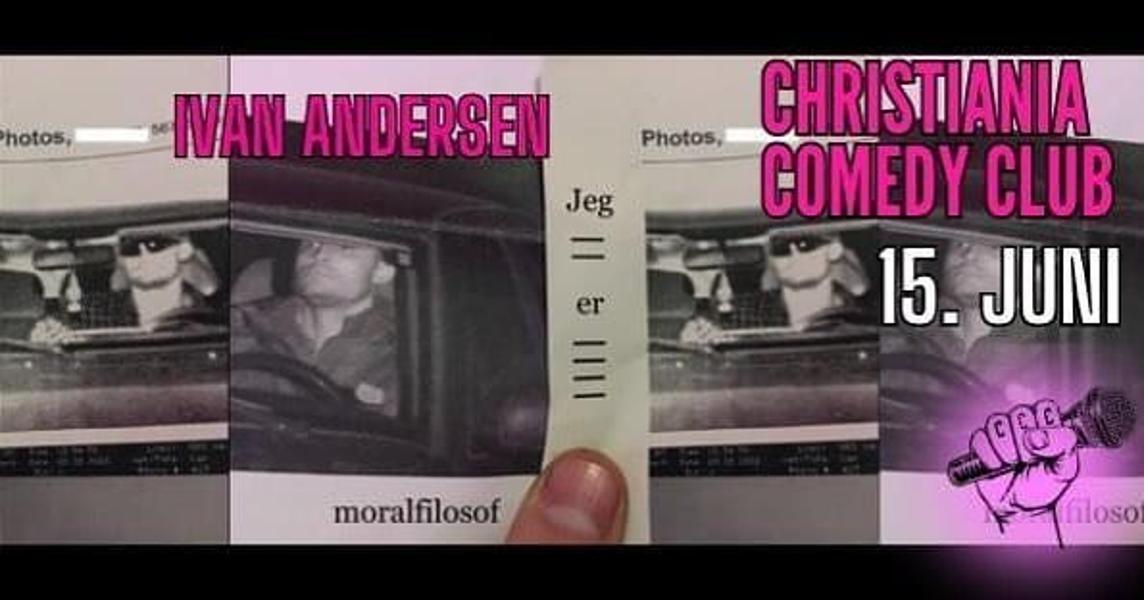 IVAN ANDERSEN
CHRISTIANIA
COMEDY CLUB
15. JUNI
Photos,
Jeg
er
moralfilosof
Photos,